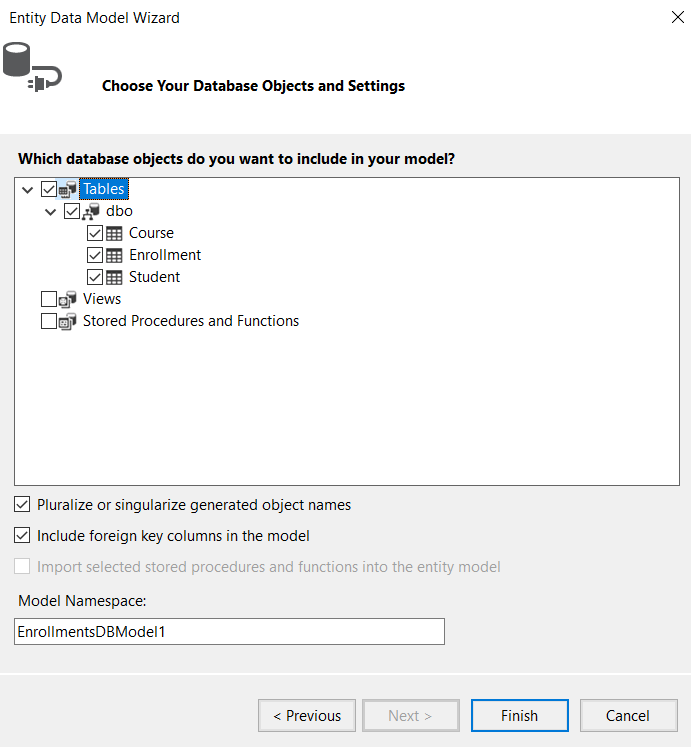 Entity Data Model Wizard
Choose Your Database Objects and Settings
Which database objects do you want to include in your model?
Tables
dbo
Course
Enrollment
Student
Views
Stored Procedures and Functions
Pluralize or singularize generated object names
Include foreign key columns in the model
Import selected stored procedures and functions into the entity model
Model Namespace:
EnrollmentsDBModel1
< Previous Next > Finish Cancel